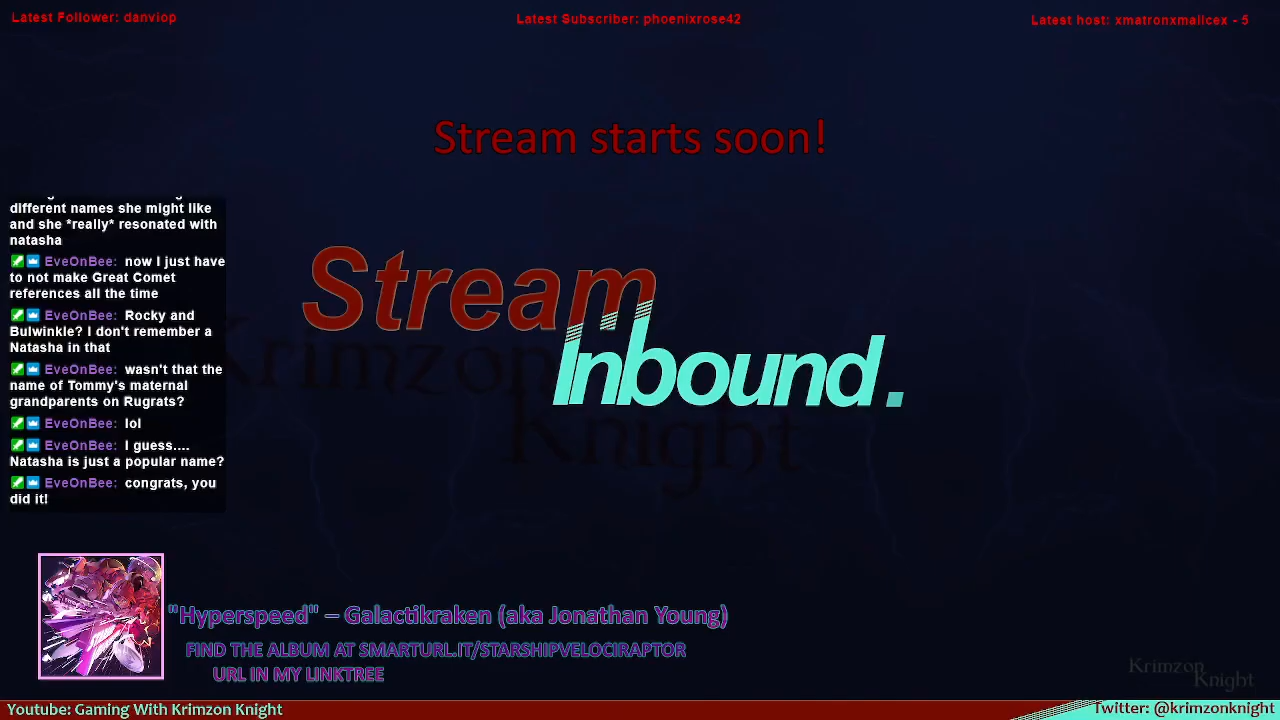 Latest Follower: danviop
Latest Subscriber: phoenixrose42
Latest host: xmatronxmalicex - 5
Stream starts soon!
different names she might like
and she *really* resonated with
natasha
EveOnBee: now I just have
to not make Great Comet
references all the time
EveOnBee: Rocky and
Bulwinkle? I don't remember a
Natasha in that
EveOnBee: wasn't that the
name of Tommy's maternal
grandparents on Rugrats?
EveOnBee: lol
EveOnBee: I guess....
Natasha is just a popular name?
EveOnBee: congrats, you
did it!
Stream
Inbound.
Krimzon
Knight
"Hyperspeed" – Galactikraken (aka Jonathan Young)
FIND THE ALBUM AT SMARTURL.IT/STARSHIPVELOCIRAPTOR
URL IN MY LINKTREE
Krimzon
Knight
Youtube: Gaming With Krimzon Knight
Twitter: @krimzonknight